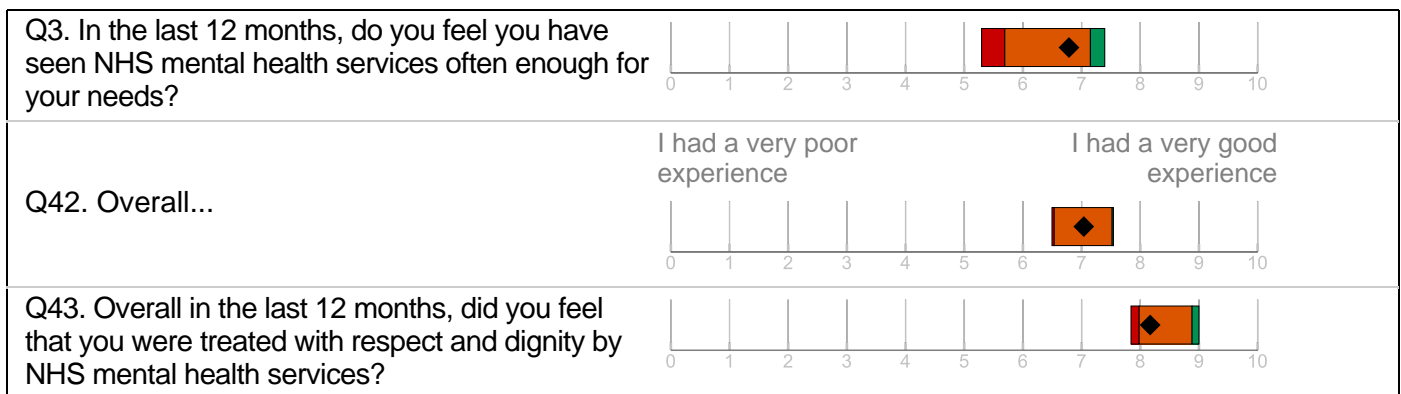 Q3. In the last 12 months, do you feel you have
seen NHS mental health services often enough for
your needs?
0 1 2 3 4 5 6 7 8 9 10
I had a very poor
experience
I had a very good
experience
Q42. Overall...
0 1 2 3 4 5 6 7 8 9 10
Q43. Overall in the last 12 months, did you feel
that you were treated with respect and dignity by
NHS mental health services?
0 1 2 3 4 5 6 7 8 9 10